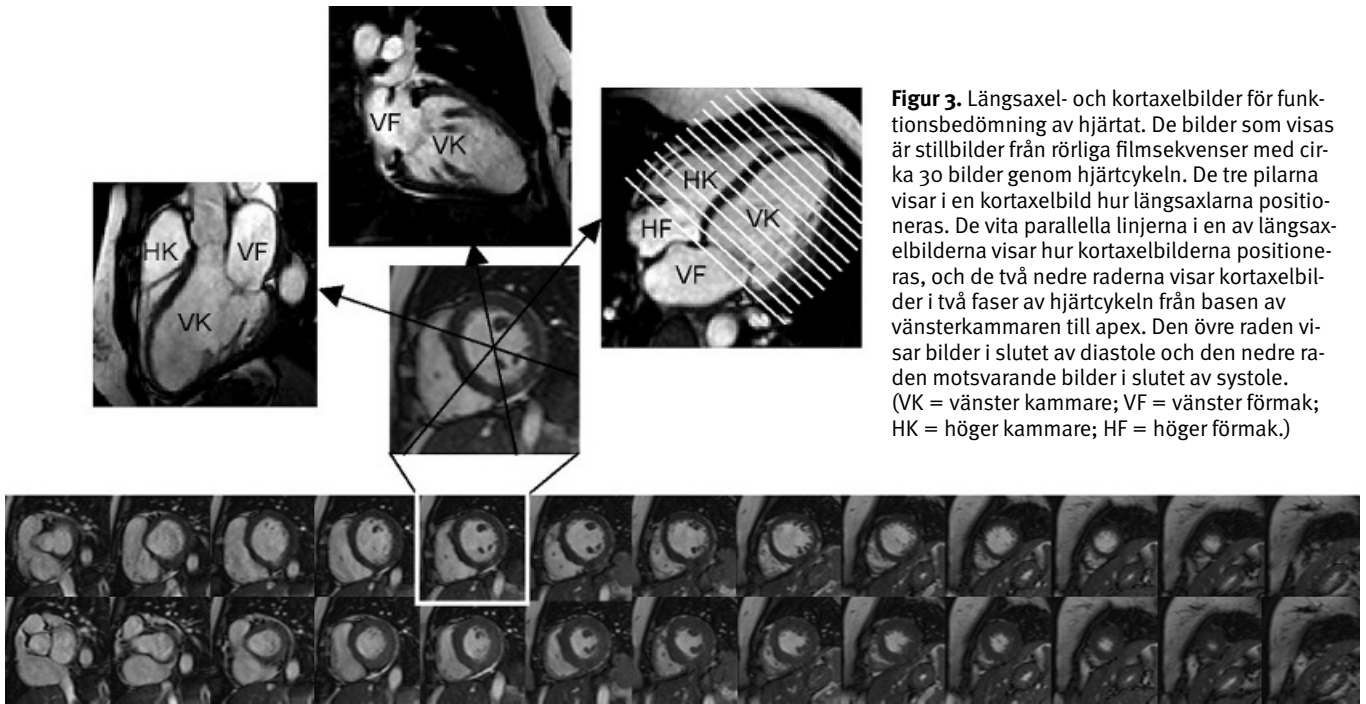 VF
VK
HK
VF
VK
HK
VK
HF
VF
Figur 3. Längsaxel- och kortaxelbilder för funk-
tionsbedömning av hjärtat. De bilder som visas
är stillbilder från rörliga filmsekvenser med cir-
ka 30 bilder genom hjärtcykeln. De tre pilarna
visar i en kortaxelbild hur längsaxlarna positio-
neras. De vita parallella linjerna i en av längsax-
elbilderna visar hur kortaxelbilderna positione-
ras, och de två nedre raderna visar kortaxelbil-
der i två faser av hjärtcykeln från basen av
vänsterkammaren till apex. Den övre raden vi-
sar bilder i slutet av diastole och den nedre ra-
den motsvarande bilder i slutet av systole.
(VK = vänster kammare; VF = vänster förmak;
HK = höger kammare; HF = höger förmak.)